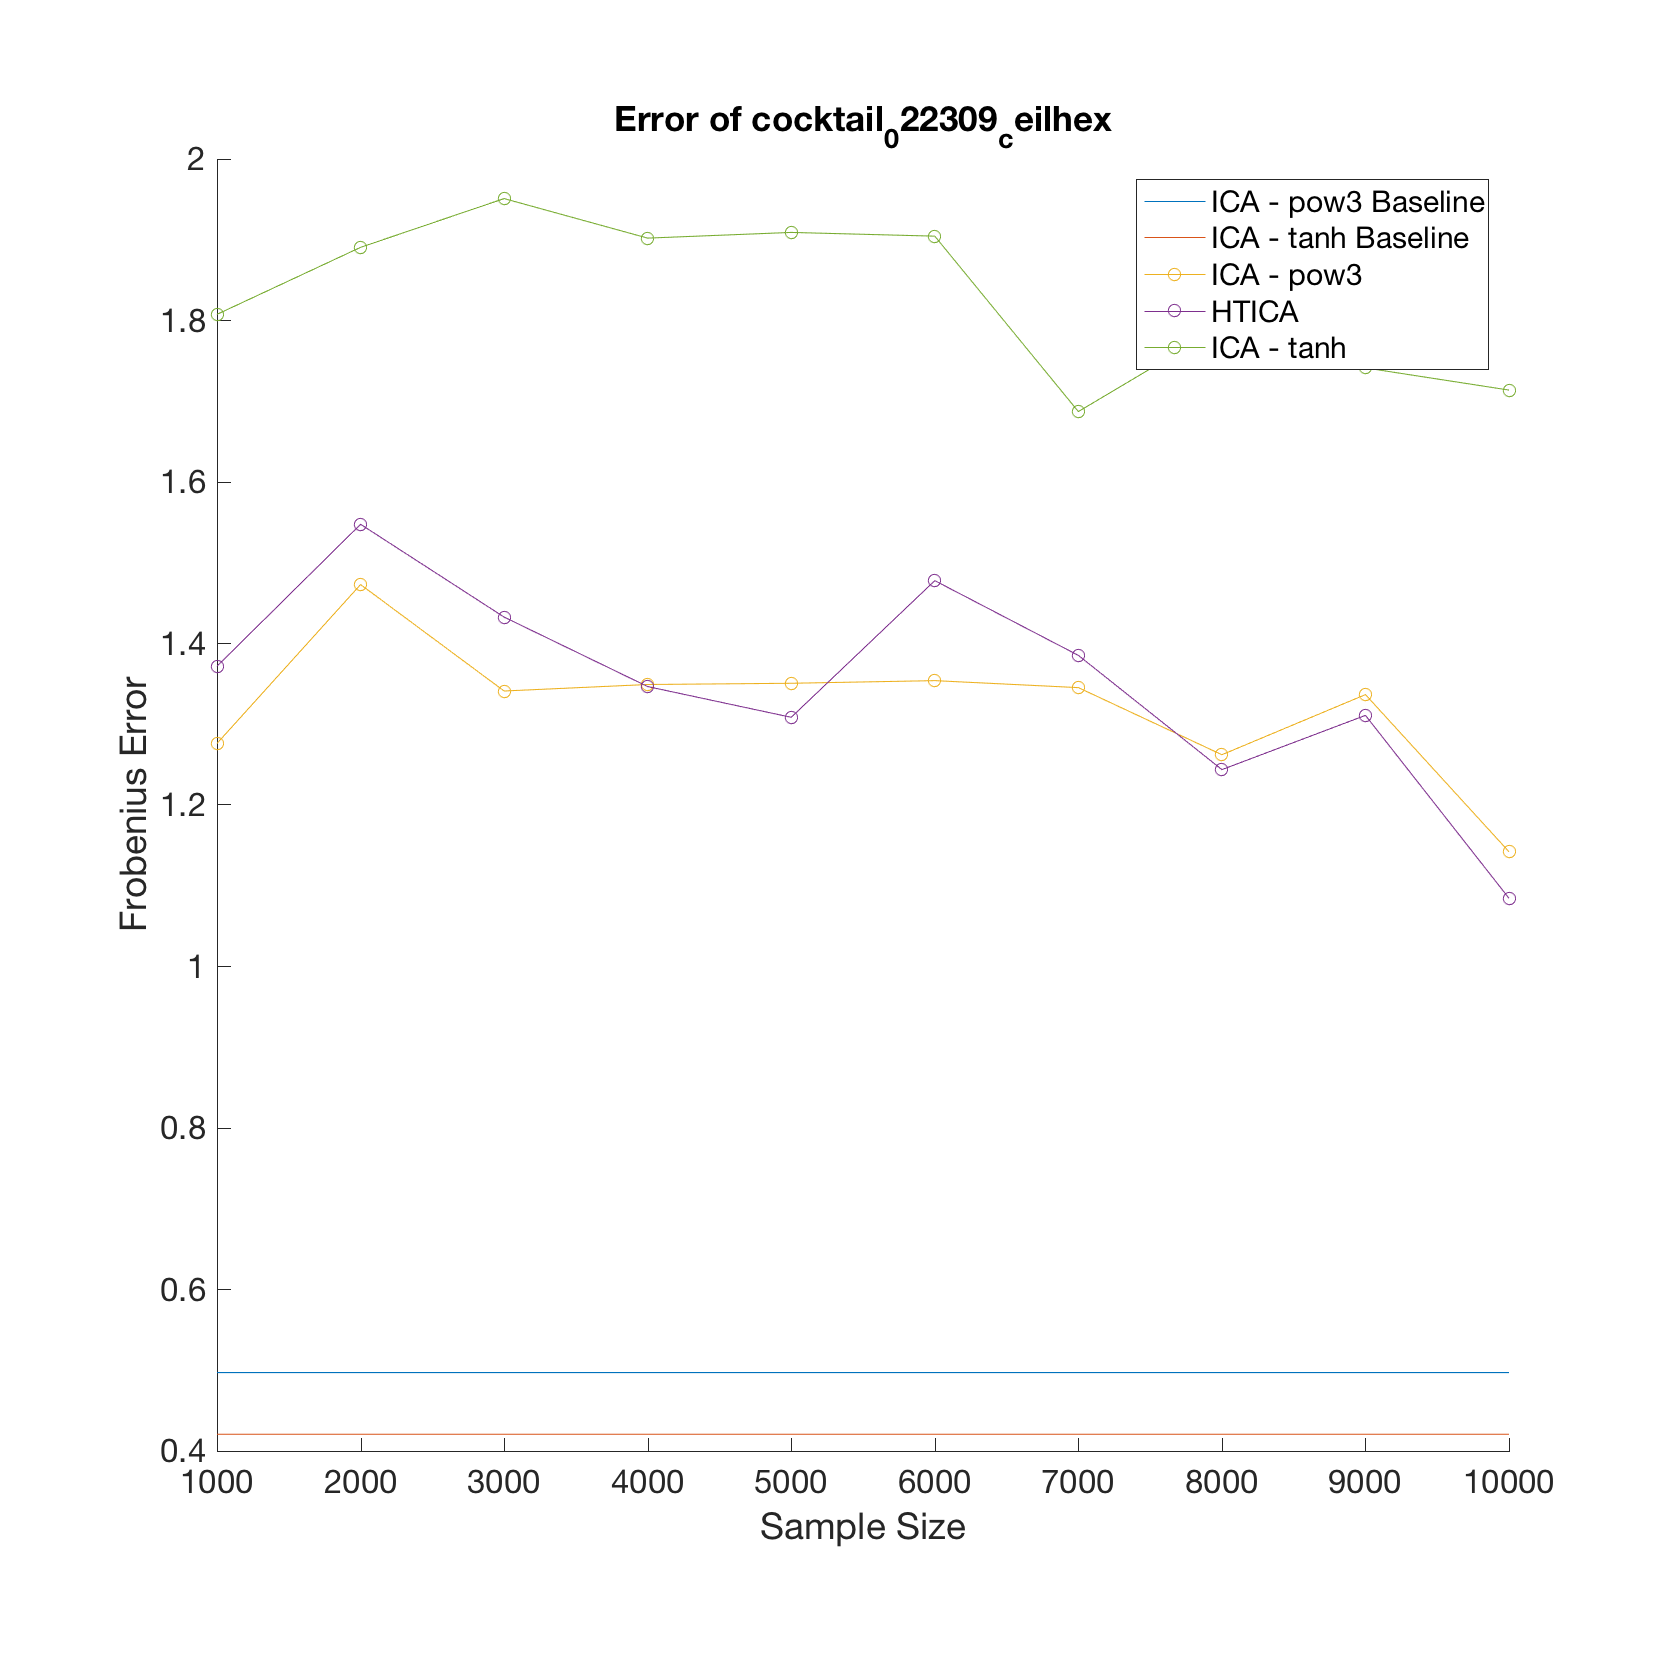 Error of cocktail_022309_ceilhex
2
1.8
1.6
1.4
1.2
1
0.8
0.6
0.4
Frobenius Error
ICA - pow3 Baseline
ICA - tanh Baseline
ICA - pow3
HTICA
ICA - tanh
1000 2000 3000 4000 5000 6000 7000 8000 9000 10000
Sample Size